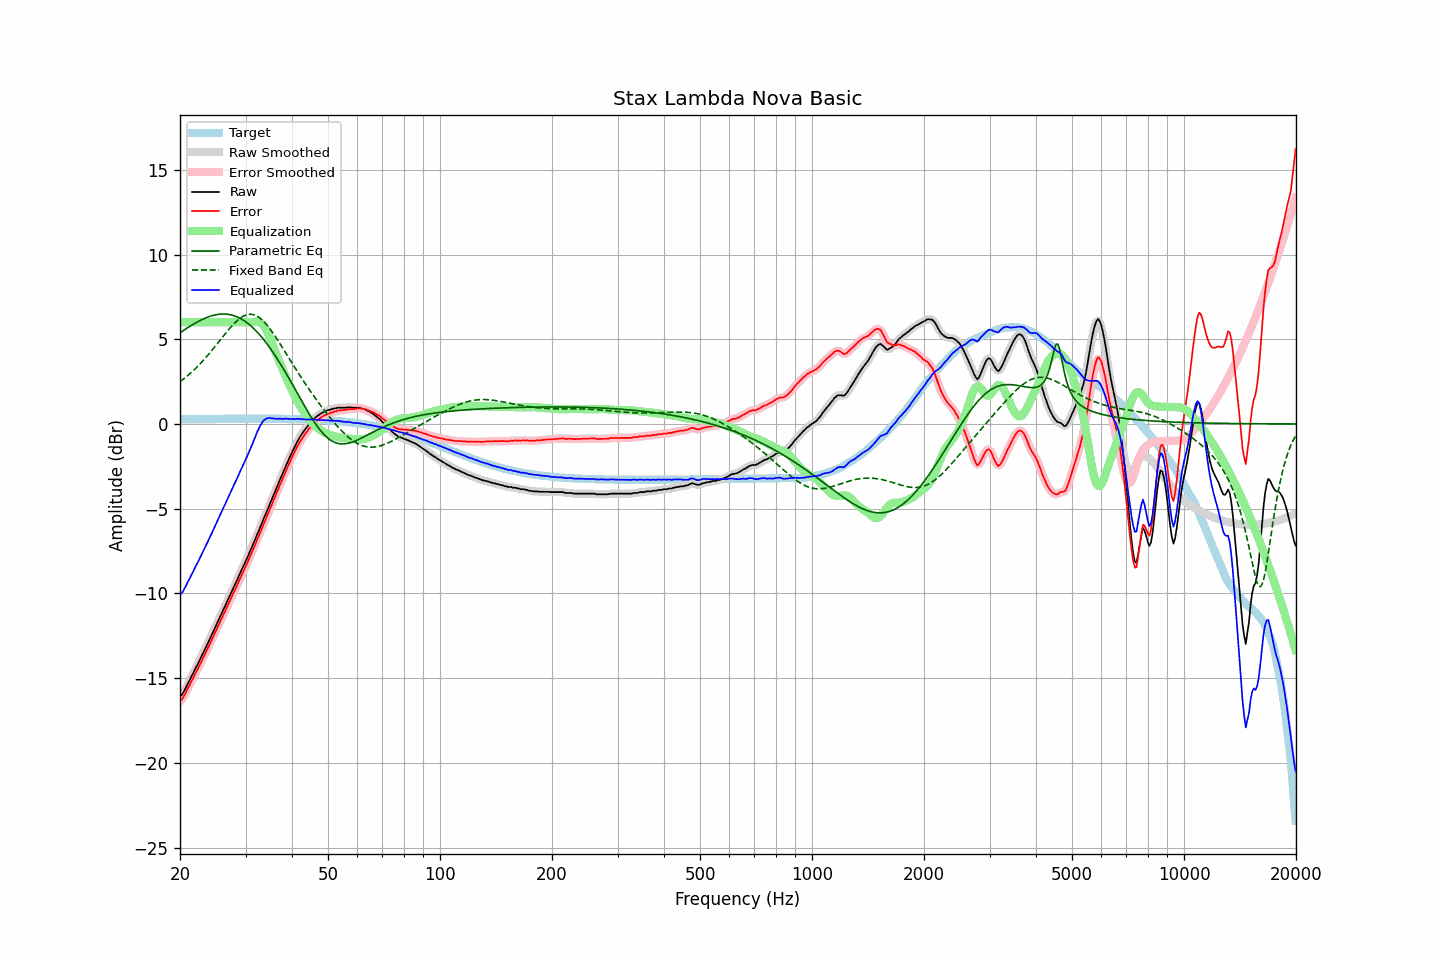 Stax Lambda Nova Basic
Target
Raw Smoothed
Error Smoothed
Raw
Error
Equalization
Parametric Eq
Fixed Band Eq
Equalized
15
10
5
0
−5
−10
−15
−20
−25
Amplitude (dBr)
20
50
100
200
500
1000
2000
5000
10000
20000
Frequency (Hz)